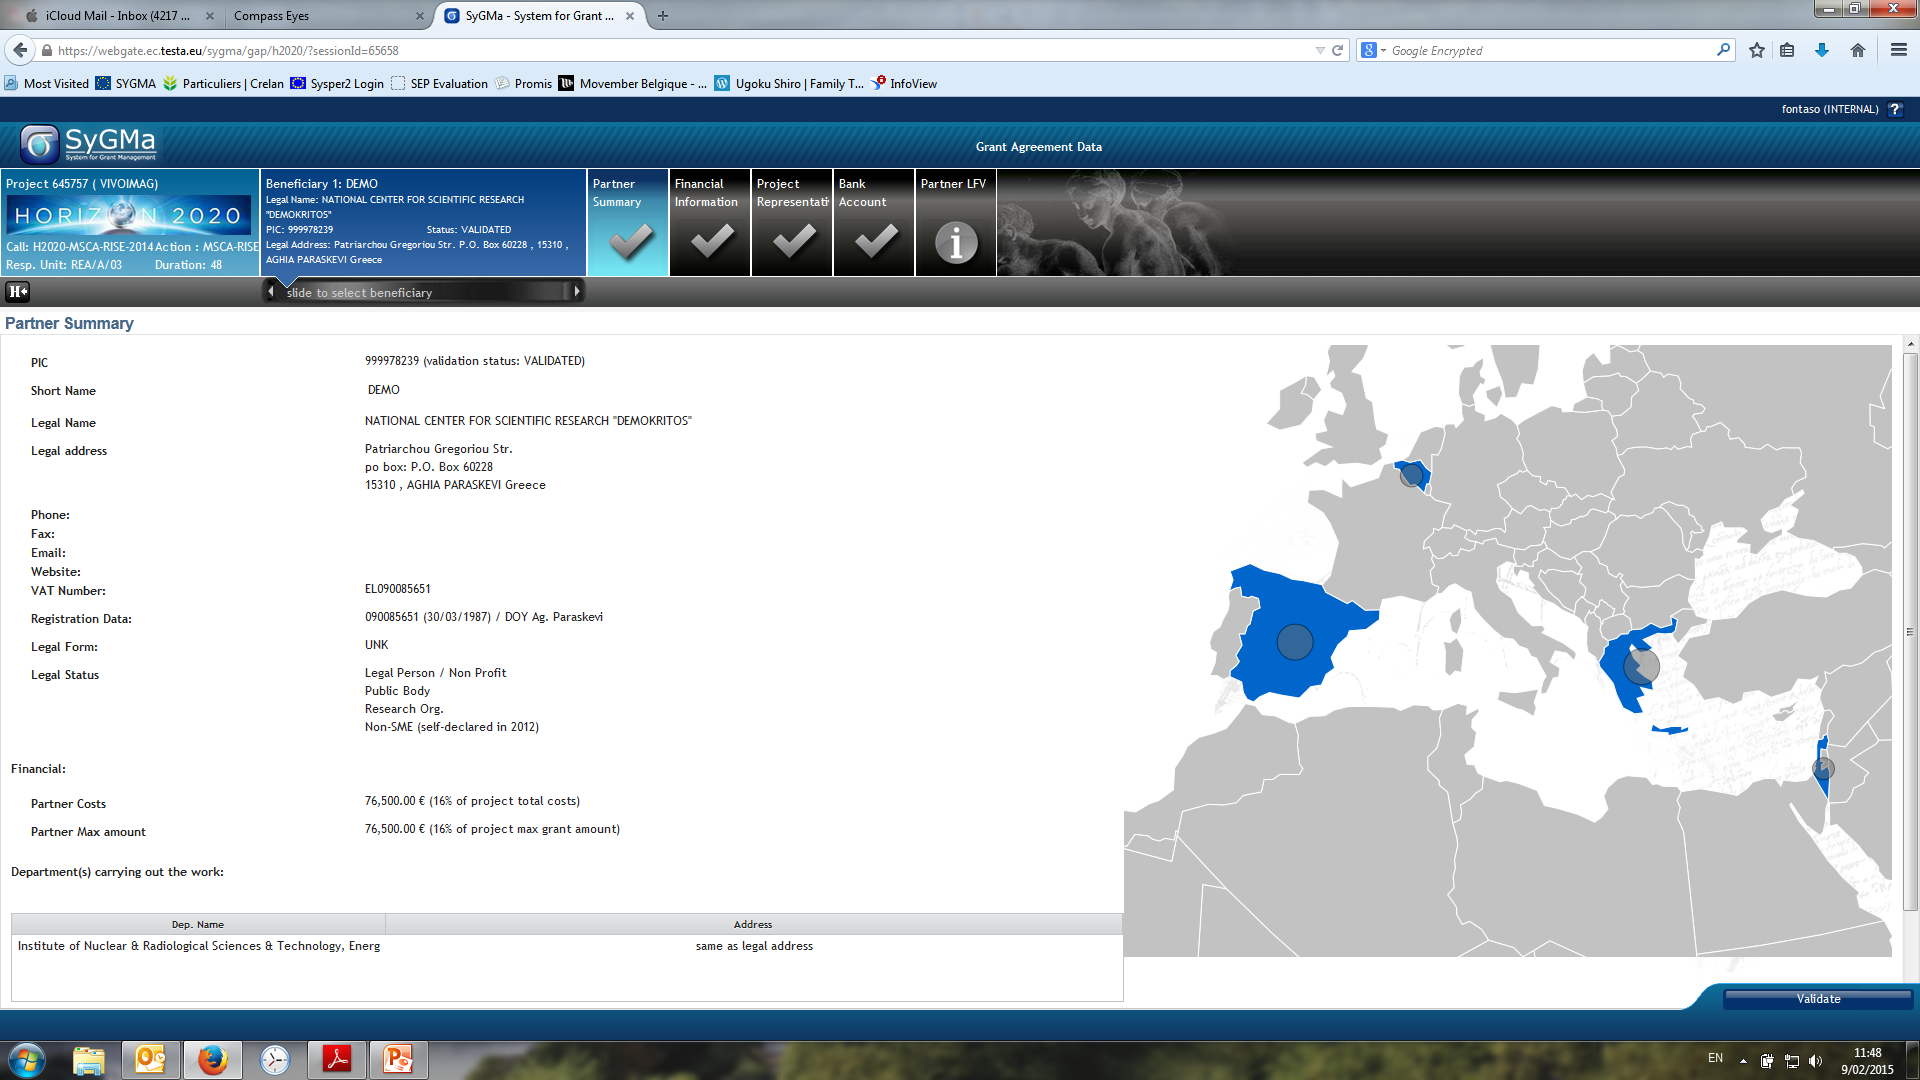 iCloud Mail - Inbox (4217 ...
Compass Eyes
SyGMa - System for Grant ...
https://webgate.ec.testa.eu/sygma/gap/h2020/?sessionId=65658
Google Encrypted
Most Visited
SYGMA
Particuliers | Crelan
Sysper2 Login
SEP Evaluation
Promis
Movember Belgique - ...
Ugoku Shiro | Family T...
InfoView
fontaso (INTERNAL)
SyGMa
System for Grant Management
Grant Agreement Data
Project 645757 ( VIVOIMAG)
HORIZON 2020
Call: H2020-MSCA-RISE-2014 Action : MSCA-RISE
Resp. Unit: REA/A/03 Duration: 48
Beneficiary 1: DEMO
Legal Name: NATIONAL CENTER FOR SCIENTIFIC RESEARCH
"DEMOKRITOS"
PIC: 999978239 Status: VALIDATED
Legal Address: Patriarchou Gregoriou Str. P.O. Box 60228 , 15310 ,
AGHIA PARASKEVI Greece
Partner
Summary
Financial
Information
Project
Representati
Bank
Account
Partner LFV
slide to select beneficiary
Partner Summary
PIC 999978239 (validation status: VALIDATED)
Short Name DEMO
Legal Name NATIONAL CENTER FOR SCIENTIFIC RESEARCH "DEMOKRITOS"
Legal address Patriarchou Gregoriou Str.
po box: P.O. Box 60228
15310 , AGHIA PARASKEVI Greece
Phone:
Fax:
Email:
Website:
VAT Number: EL090085651
Registration Data: 090085651 (30/03/1987) / DOY Ag. Paraskevi
Legal Form: UNK
Legal Status Legal Person / Non Profit
Public Body
Research Org.
Non-SME (self-declared in 2012)
Financial:
Partner Costs 76,500.00 € (16% of project total costs)
Partner Max amount 76,500.00 € (16% of project max grant amount)
Department(s) carrying out the work:
Dep. Name Address
Institute of Nuclear & Radiological Sciences & Technology, Energ same as legal address
Validate
EN
11:48
9/02/2015